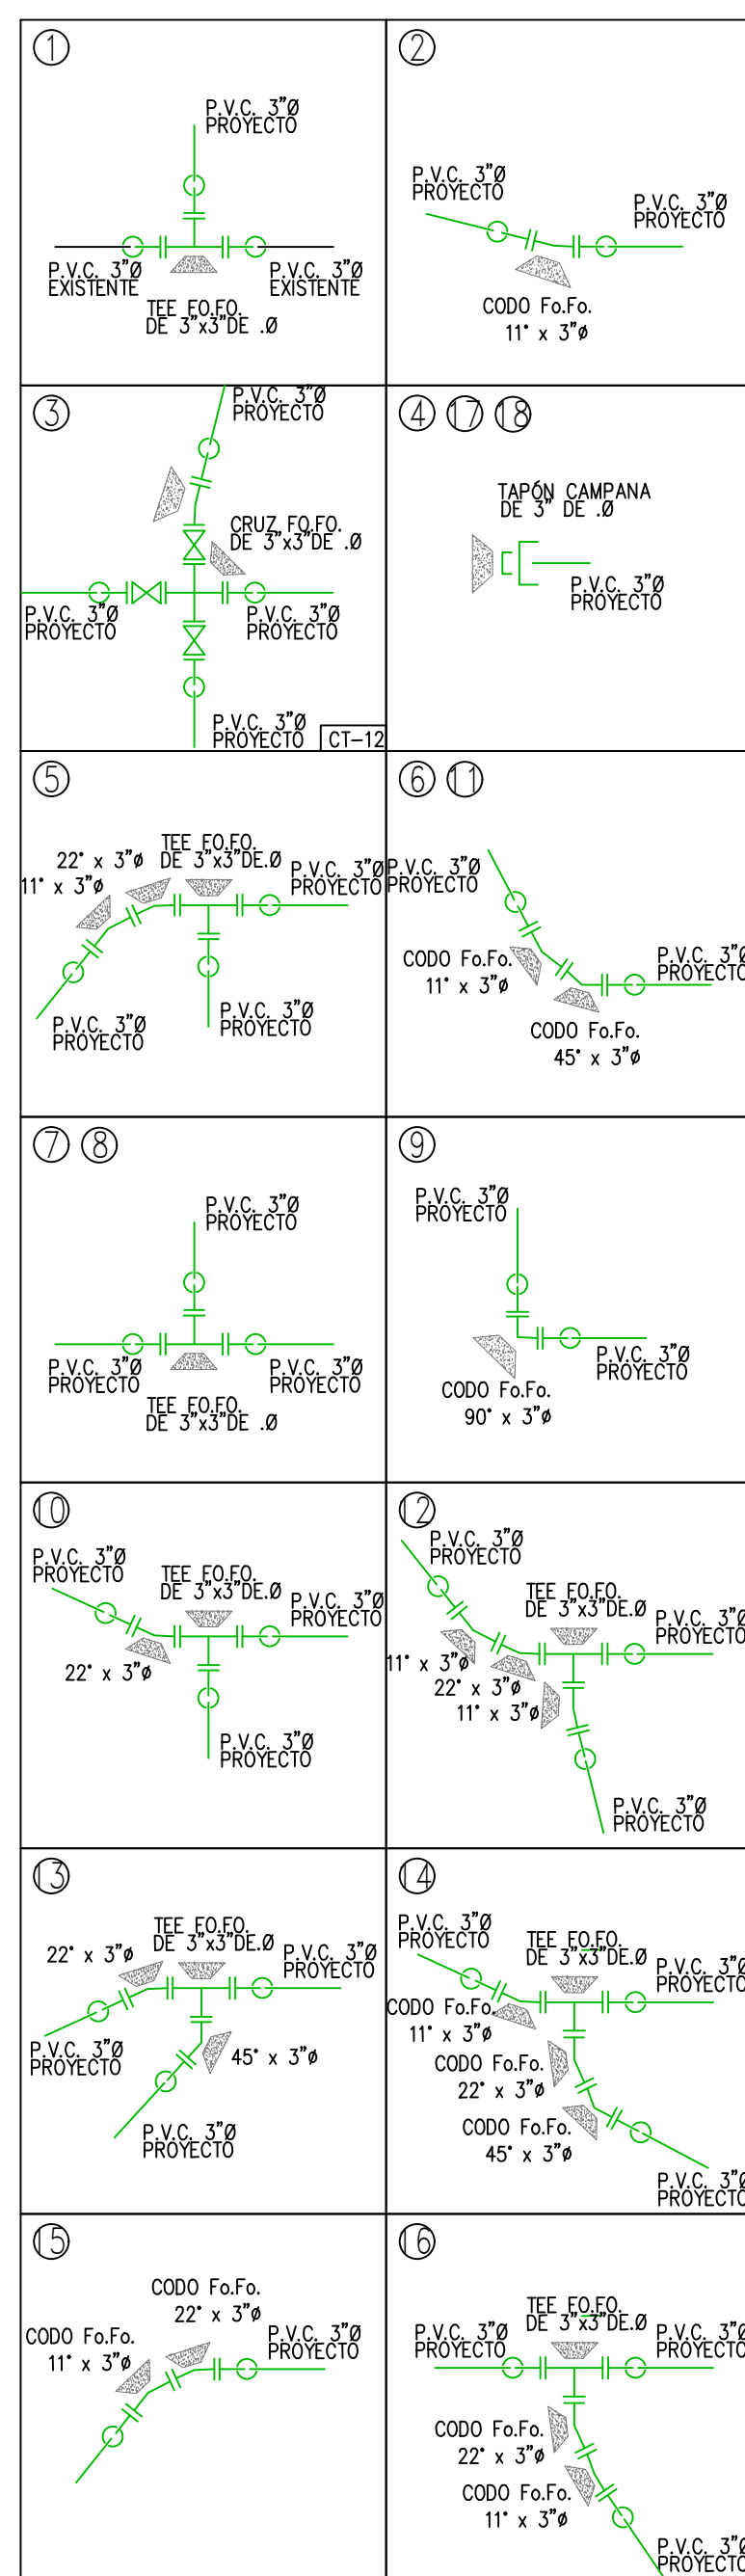 1
P.V.C. 3"Ø
PROYECTO
P.V.C. 3"Ø
EXISTENTE
P.V.C. 3"Ø
EXISTENTE
TEE FO.FO.
DE 3"x3"DE .Ø
2
P.V.C. 3"Ø
PROYECTO
P.V.C. 3"Ø
PROYECTO
CODO Fo.Fo.
11° x 3"ø
3
P.V.C. 3"Ø
PROYECTO
CRUZ FO.FO.
DE 3"x3"DE .Ø
P.V.C. 3"Ø
PROYECTO
P.V.C. 3"Ø
PROYECTO
P.V.C. 3"Ø
PROYECTO
CT-12
4 17 18
TAPÓN CAMPANA
DE 3" DE .Ø
P.V.C. 3"Ø
PROYECTO
5
TEE FO.FO.
DE 3"x3"DE.Ø
22° x 3"ø
11° x 3"ø
P.V.C. 3"Ø
PROYECTO
P.V.C. 3"Ø
PROYECTO
P.V.C. 3"Ø
PROYECTO
6 11
P.V.C. 3"Ø
PROYECTO
CODO Fo.Fo.
11° x 3"ø
P.V.C. 3"Ø
PROYECTO
CODO Fo.Fo.
45° x 3"ø
7 8
P.V.C. 3"Ø
PROYECTO
P.V.C. 3"Ø
PROYECTO
P.V.C. 3"Ø
PROYECTO
TEE FO.FO.
DE 3"x3"DE .Ø
9
P.V.C. 3"Ø
PROYECTO
P.V.C. 3"Ø
PROYECTO
CODO Fo.Fo.
90° x 3"ø
10
P.V.C. 3"Ø
PROYECTO
TEE FO.FO.
DE 3"x3"DE.Ø
P.V.C. 3"Ø
PROYECTO
22° x 3"ø
P.V.C. 3"Ø
PROYECTO
12
P.V.C. 3"Ø
PROYECTO
TEE FO.FO.
DE 3"x3"DE.Ø
P.V.C. 3"Ø
PROYECTO
11° x 3"ø
22° x 3"ø
11° x 3"ø
P.V.C. 3"Ø
PROYECTO
13
TEE FO.FO.
DE 3"x3"DE.Ø
22° x 3"ø
P.V.C. 3"Ø
PROYECTO
P.V.C. 3"Ø
PROYECTO
45° x 3"ø
P.V.C. 3"Ø
PROYECTO
14
P.V.C. 3"Ø
PROYECTO
TEE FO.FO.
DE 3"x3"DE.Ø
P.V.C. 3"Ø
PROYECTO
CODO Fo.Fo.
11° x 3"ø
CODO Fo.Fo.
22° x 3"ø
CODO Fo.Fo.
45° x 3"ø
P.V.C. 3"Ø
PROYECTO
15
CODO Fo.Fo.
22° x 3"ø
CODO Fo.Fo.
11° x 3"ø
P.V.C. 3"Ø
PROYECTO
16
TEE FO.FO.
DE 3"x3"DE.Ø
P.V.C. 3"Ø
PROYECTO
P.V.C. 3"Ø
PROYECTO
CODO Fo.Fo.
22° x 3"ø
CODO Fo.Fo.
11° x 3"ø
P.V.C. 3"Ø
PROYECTO